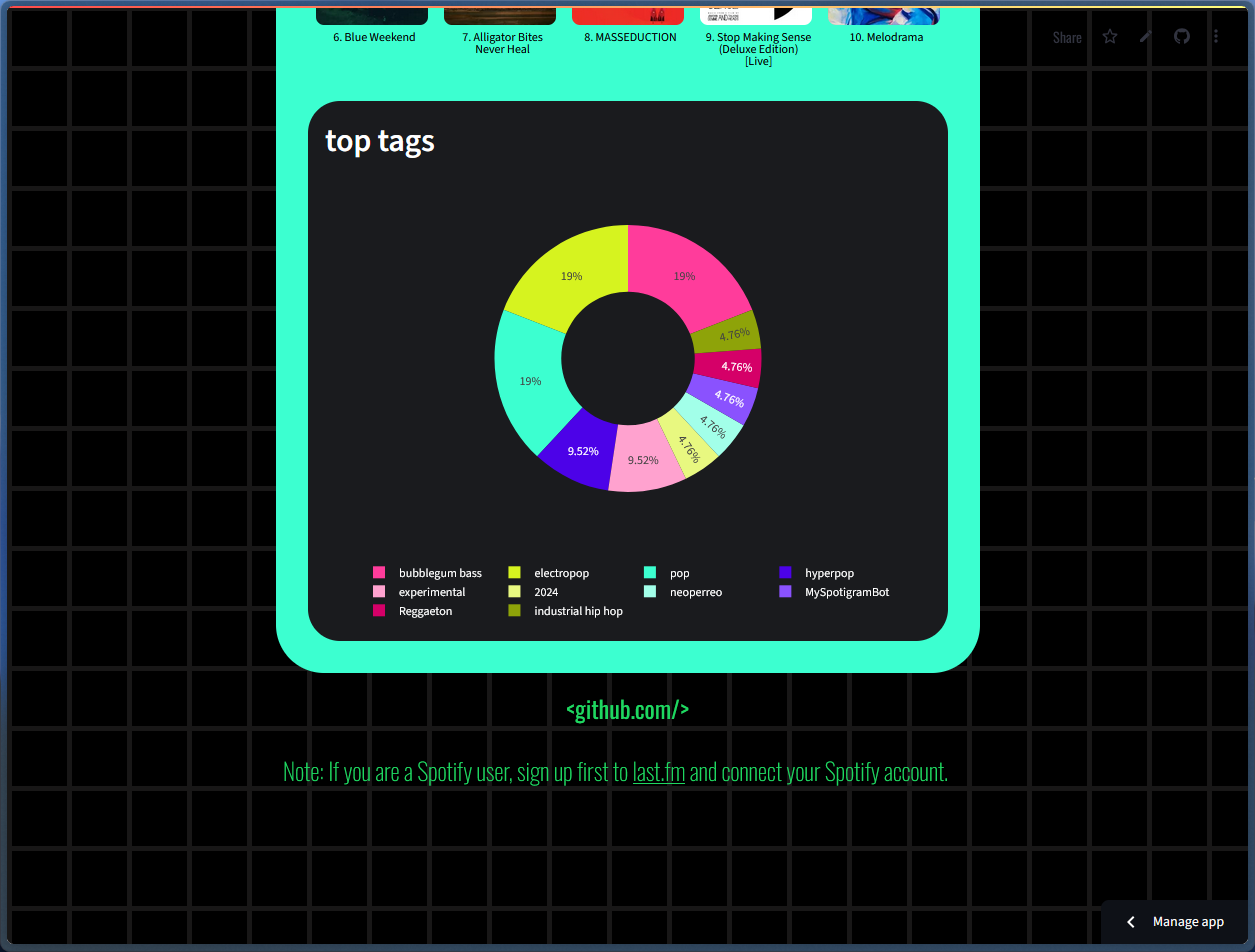 6. Blue Weekend
7. Alligator Bites
Never Heal
8. MASSEDUCTION
9. Stop Making Sense
(Deluxe Edition)
[Live]
10. Melodrama
Share
top tags
19%
19%
4.76%
4.76%
4.76%
4.76%
4.76%
9.52%
9.52%
19%
bubblegum bass
electropop
pop
hyperpop
experimental
2024
neoperreo
MySpotigramBot
Reggaeton
industrial hip hop
<github.com/>
Note: If you are a Spotify user, sign up first to last.fm and connect your Spotify account.
Manage app